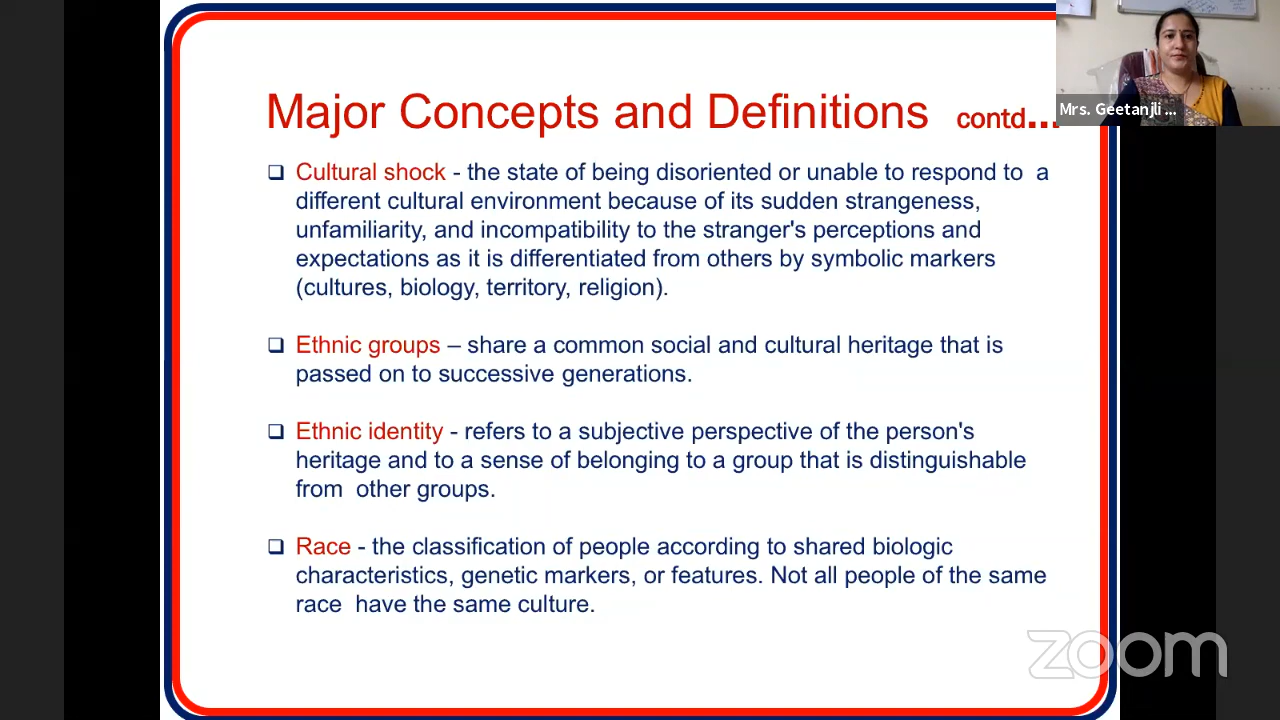 Major Concepts and Definitions contd...
Mrs. Geetanjli ...
❑ Cultural shock - the state of being disoriented or unable to respond to a
different cultural environment because of its sudden strangeness,
unfamiliarity, and incompatibility to the stranger's perceptions and
expectations as it is differentiated from others by symbolic markers
(cultures, biology, territory, religion).
❑ Ethnic groups – share a common social and cultural heritage that is
passed on to successive generations.
❑ Ethnic identity - refers to a subjective perspective of the person's
heritage and to a sense of belonging to a group that is distinguishable
from other groups.
❑ Race - the classification of people according to shared biologic
characteristics, genetic markers, or features. Not all people of the same
race have the same culture.
zoom